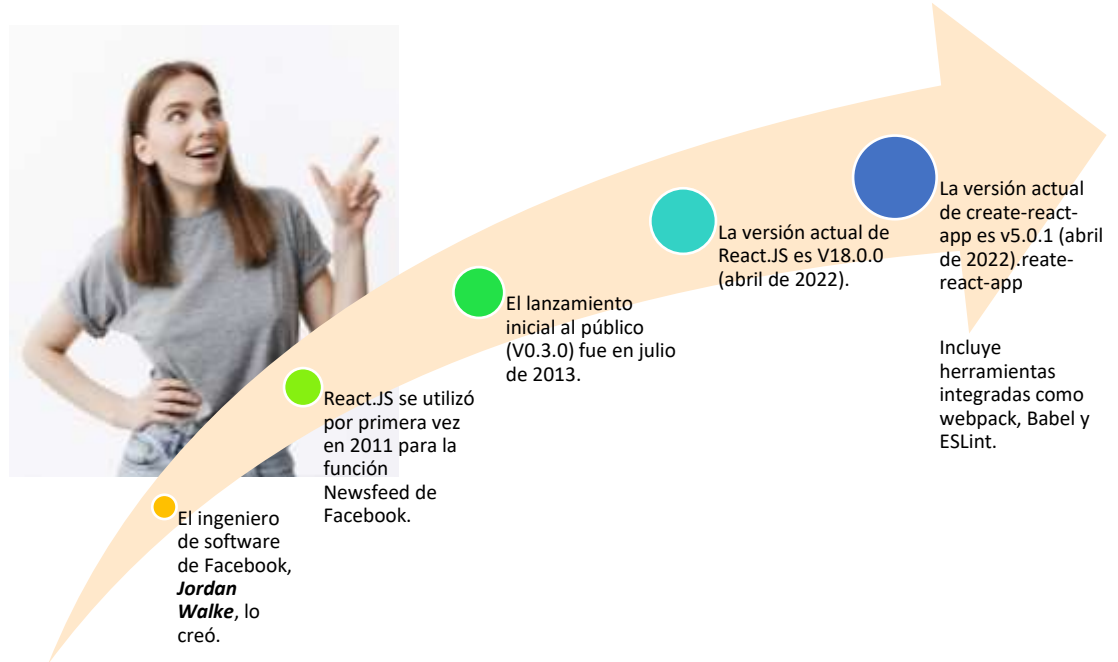 El ingeniero
de software
de Facebook,
Jordan
Walke, lo
creó.
React.JS se utilizó
por primera vez
en 2011 para la
función
Newsfeed de
Facebook.
El lanzamiento
inicial al público
(V0.3.0) fue en julio
de 2013.
La versión actual de
React.JS es V18.0.0
(abril de 2022).
La versión actual
de create-react-
app es v5.0.1 (abril
de 2022).reate-
react-app
Incluye
herramientas
integradas como
webpack, Babel y
ESLint.